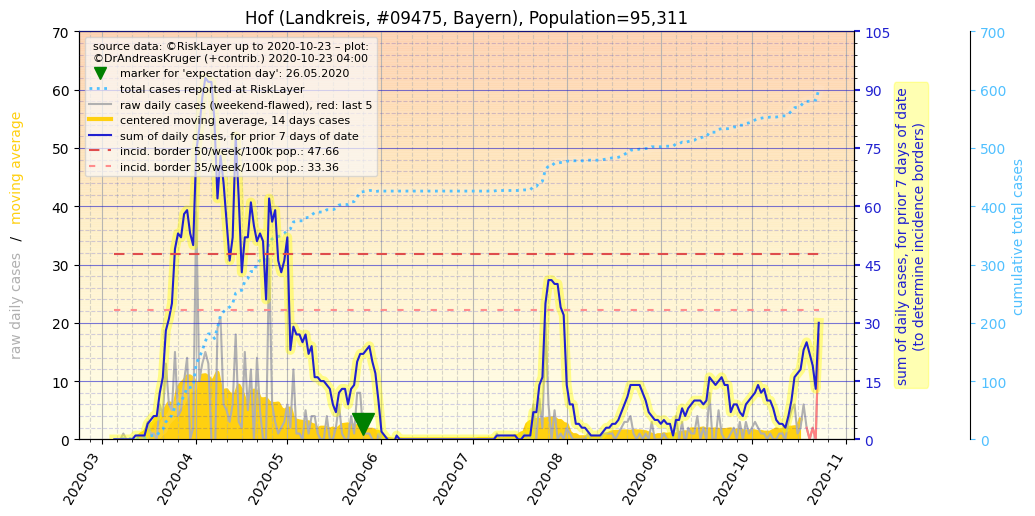 Hof (Landkreis, #09475, Bayern), Population=95,311
source data: ©RiskLayer up to 2020-10-23 – plot:
©DrAndreasKruger (+contrib.) 2020-10-23 04:00
marker for 'expectation day': 26.05.2020
total cases reported at RiskLayer
raw daily cases (weekend-flawed), red: last 5
centered moving average, 14 days cases
sum of daily cases, for prior 7 days of date
incid. border 50/week/100k pop.: 47.66
incid. border 35/week/100k pop.: 33.36
raw daily cases / moving average
70
60
50
40
30
20
10
0
105
90
75
60
45
30
15
0
sum of daily cases, for prior 7 days of date
(to determine incidence borders)
700
600
500
400
300
200
100
0
cumulative total cases
2020-03
2020-04
2020-05
2020-06
2020-07
2020-08
2020-09
2020-10
2020-11